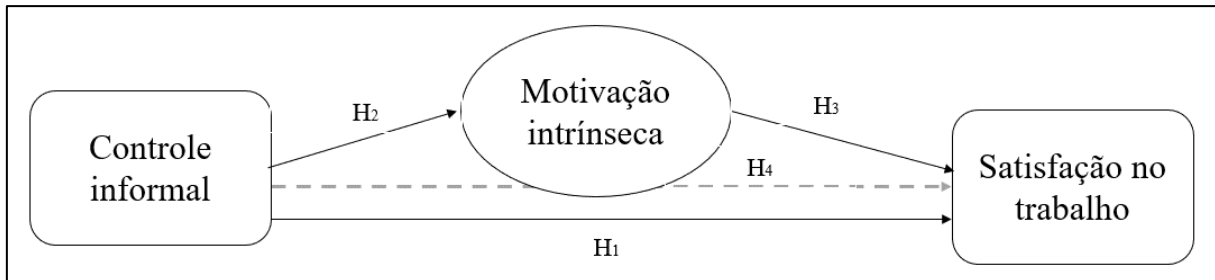 Controle
informal
H2
Motivação
intrínseca
H3
H4
H1
Satisfação no
trabalho